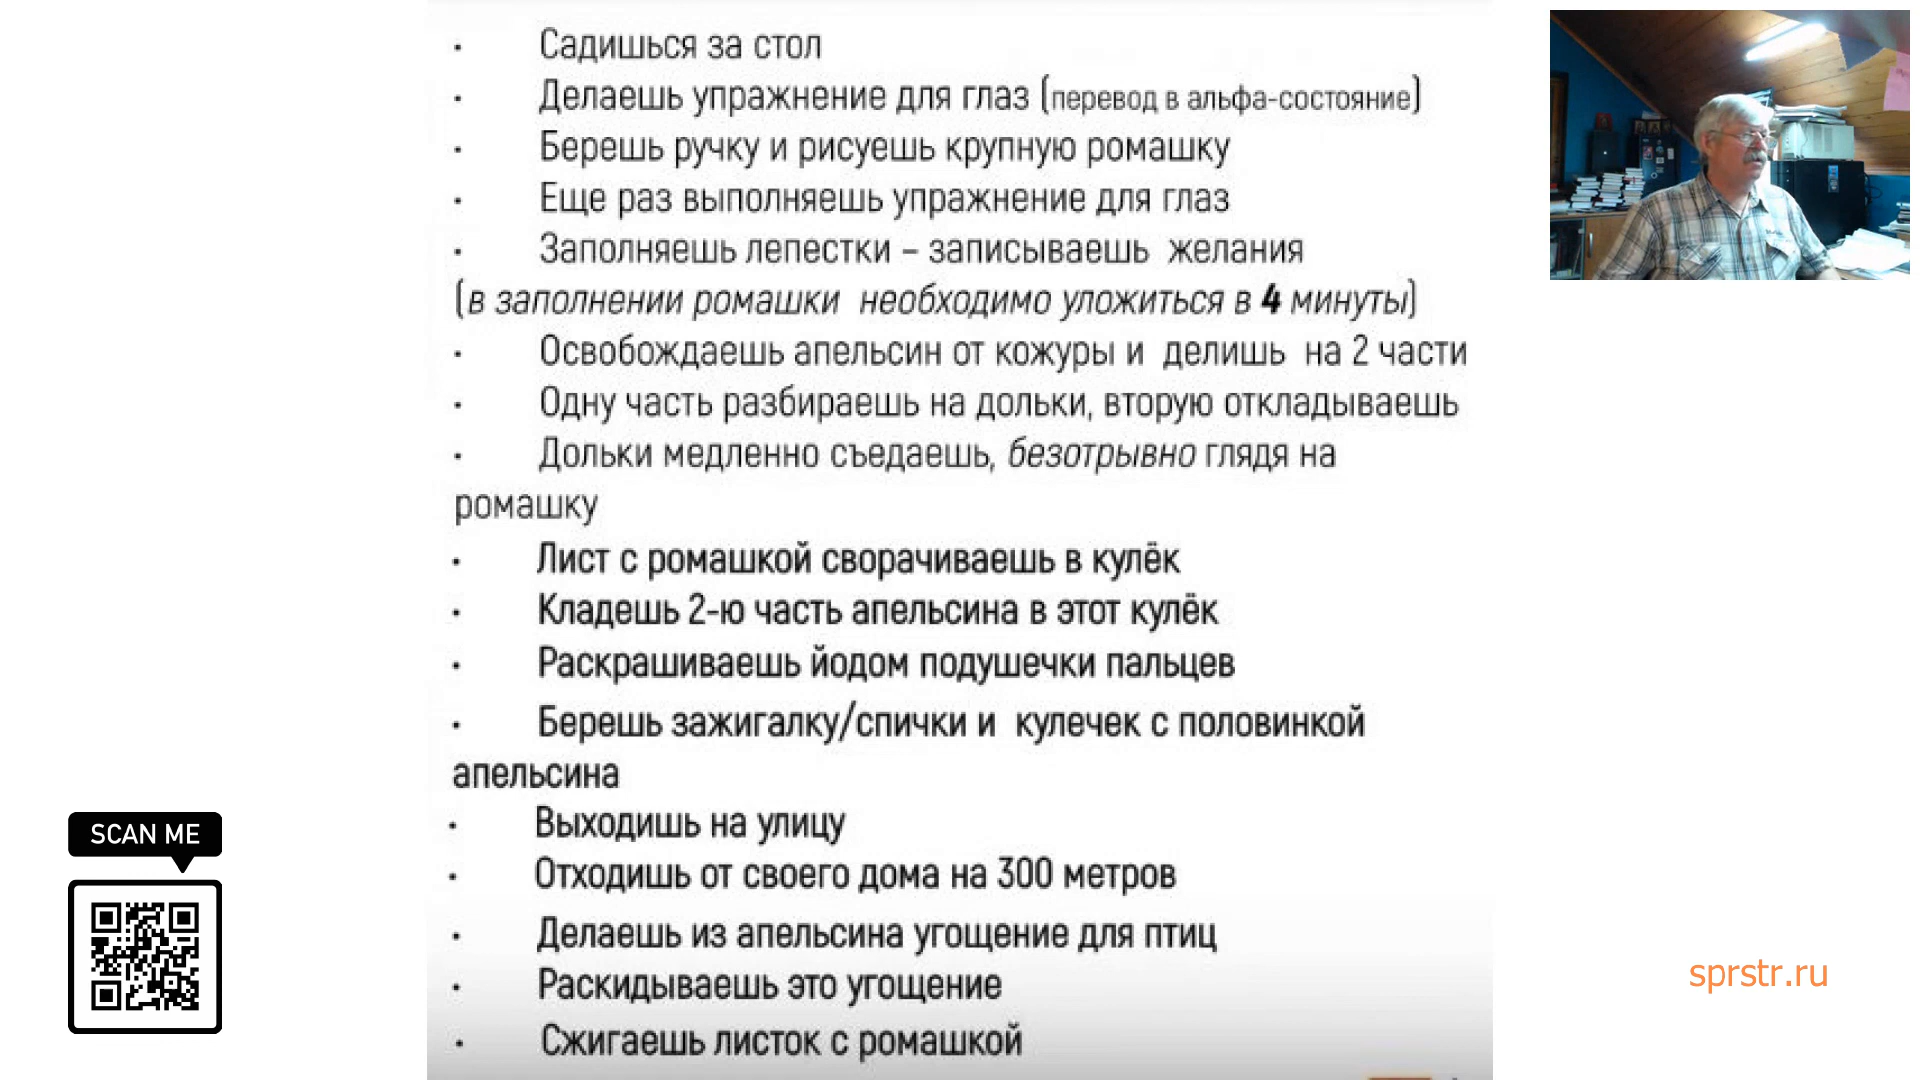 • Садишься за стол
• Делаешь упражнение для глаз (перевод в альфа-состояние)
• Берешь ручку и рисуешь крупную ромашку
• Еще раз выполняешь упражнение для глаз
• Заполняешь лепестки – записываешь желания
(в заполнении ромашки необходимо уложиться в 4 минуты)
• Освобождаешь апельсин от кожуры и делишь на 2 части
• Одну часть разбираешь на дольки, вторую откладываешь
• Дольки медленно съедаешь, безотрывно глядя на
ромашку
• Лист с ромашкой сворачиваешь в кулёк
• Кладешь 2-ю часть апельсина в этот кулёк
• Раскрашиваешь йодом подушечки пальцев
• Берешь зажигалку/спички и кулечек с половинкой
апельсина
• Выходишь на улицу
• Отходишь от своего дома на 300 метров
• Делаешь из апельсина угощение для птиц
• Раскидываешь это угощение
• Сжигаешь листок с ромашкой
SCAN ME
sprstr.ru